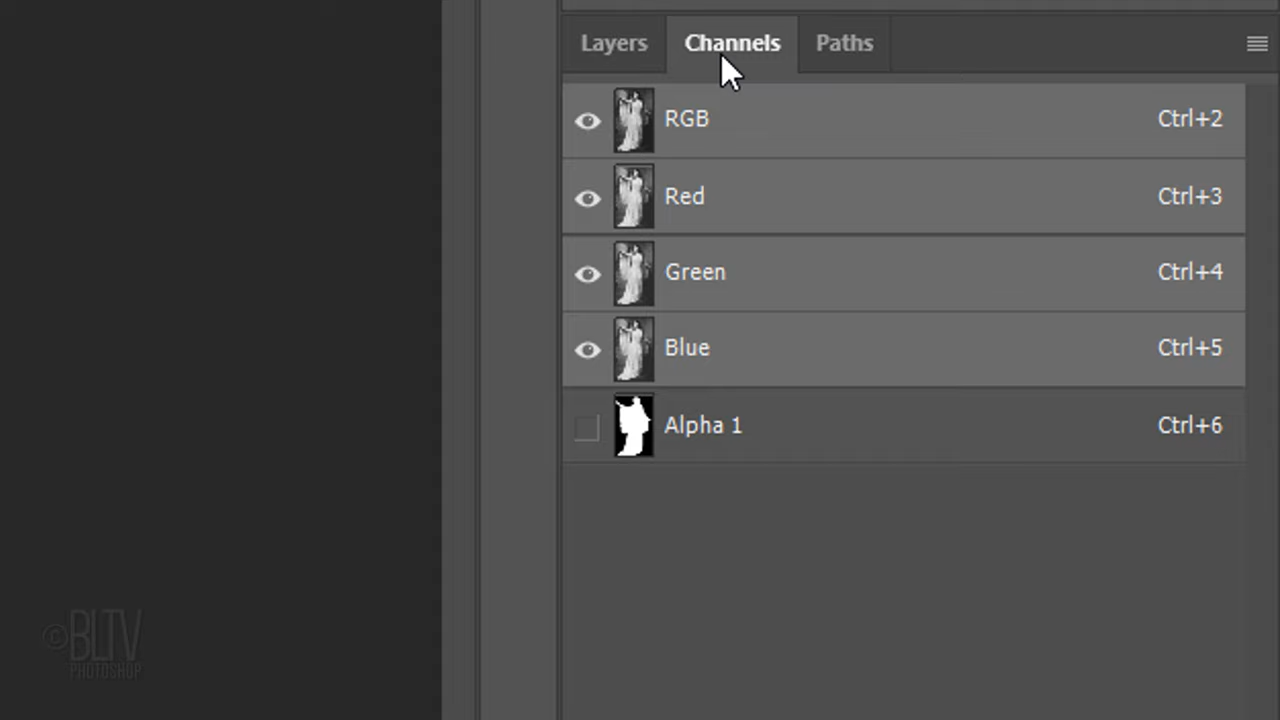 Layers Channels Paths
RGB Ctrl+2
Red Ctrl+3
Green Ctrl+4
Blue Ctrl+5
Alpha 1 Ctrl+6
©BLTV
PHOTOSHOP